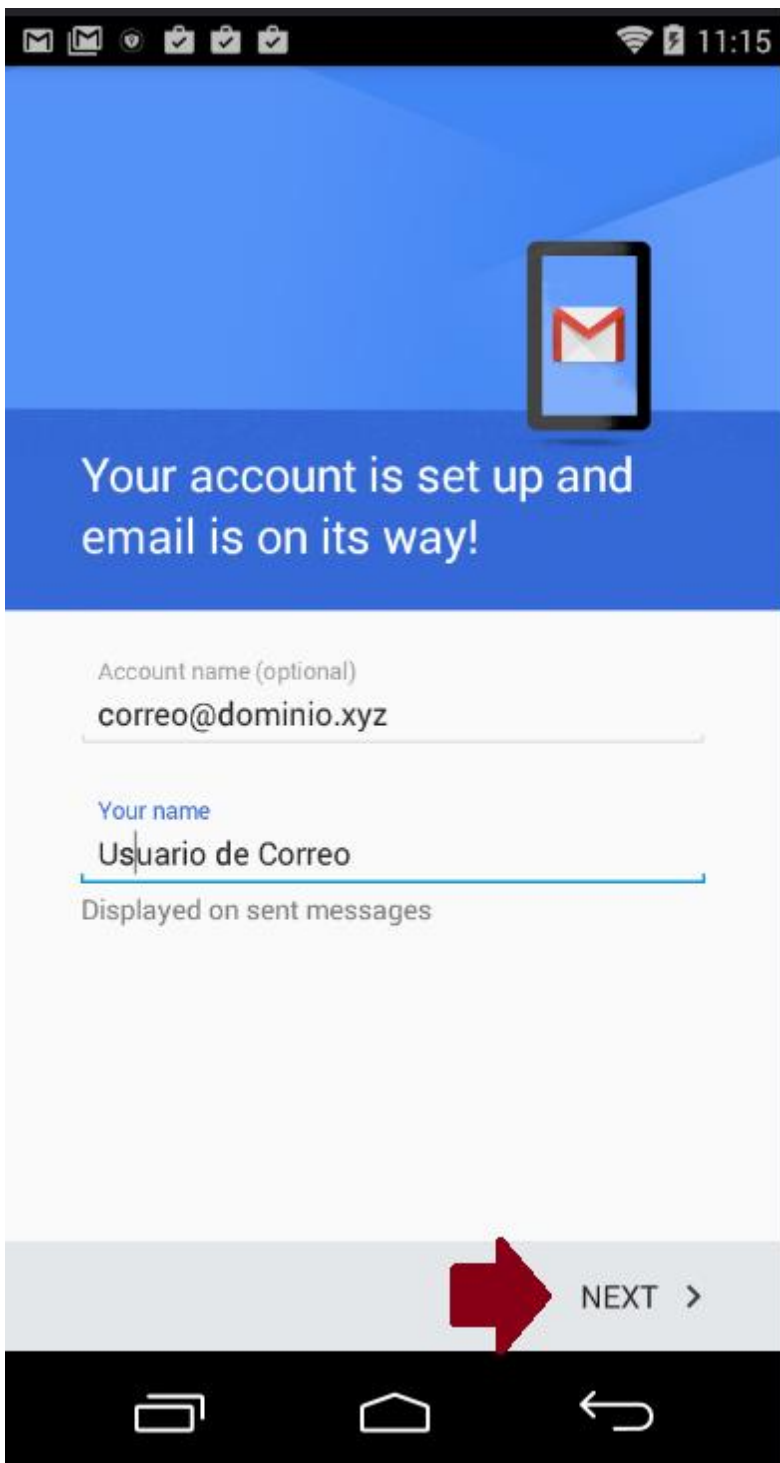 11:15
Your account is set up and
email is on its way!
Account name (optional)
correo@dominio.xyz
Your name
Usuario de Correo
Displayed on sent messages
NEXT